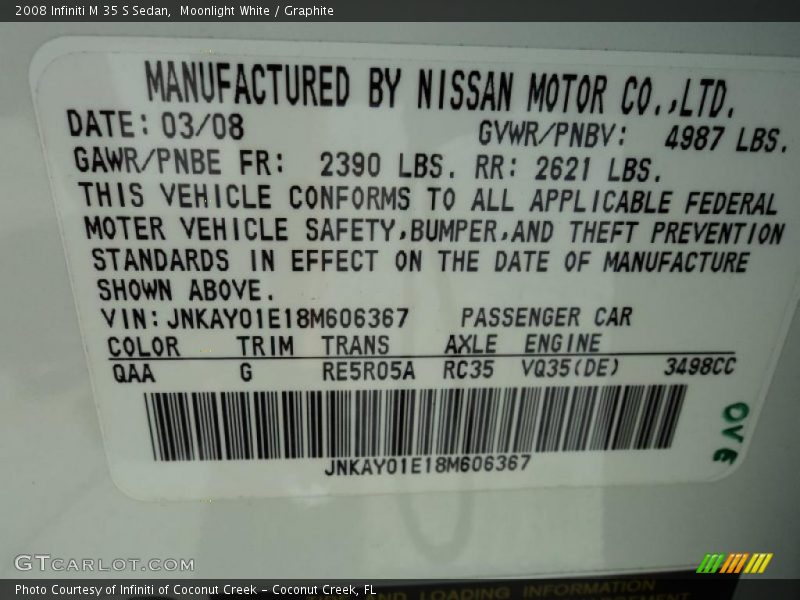 2008 Infiniti M 35 S Sedan, Moonlight White / Graphite
MANUFACTURED BY NISSAN MOTOR CO.,LTD.
DATE: 03/08 GVWR/PNBV: 4987 LBS.
GAWR/PNBE FR: 2390 LBS. RR: 2621 LBS.
THIS VEHICLE CONFORMS TO ALL APPLICABLE FEDERAL
MOTER VEHICLE SAFETY,BUMPER,AND THEFT PREVENTION
STANDARDS IN EFFECT ON THE DATE OF MANUFACTURE
SHOWN ABOVE.
VIN: JNKAY01E18M606367 PASSENGER CAR
COLOR TRIM TRANS AXLE ENGINE
QAA G RE5R05A RC35 VQ35(DE) 3498CC
JNKAY01E18M606367
OVE
GTCARLOT.COM
AND LOADING INFORMATION
Photo Courtesy of Infiniti of Coconut Creek – Coconut Creek, FL